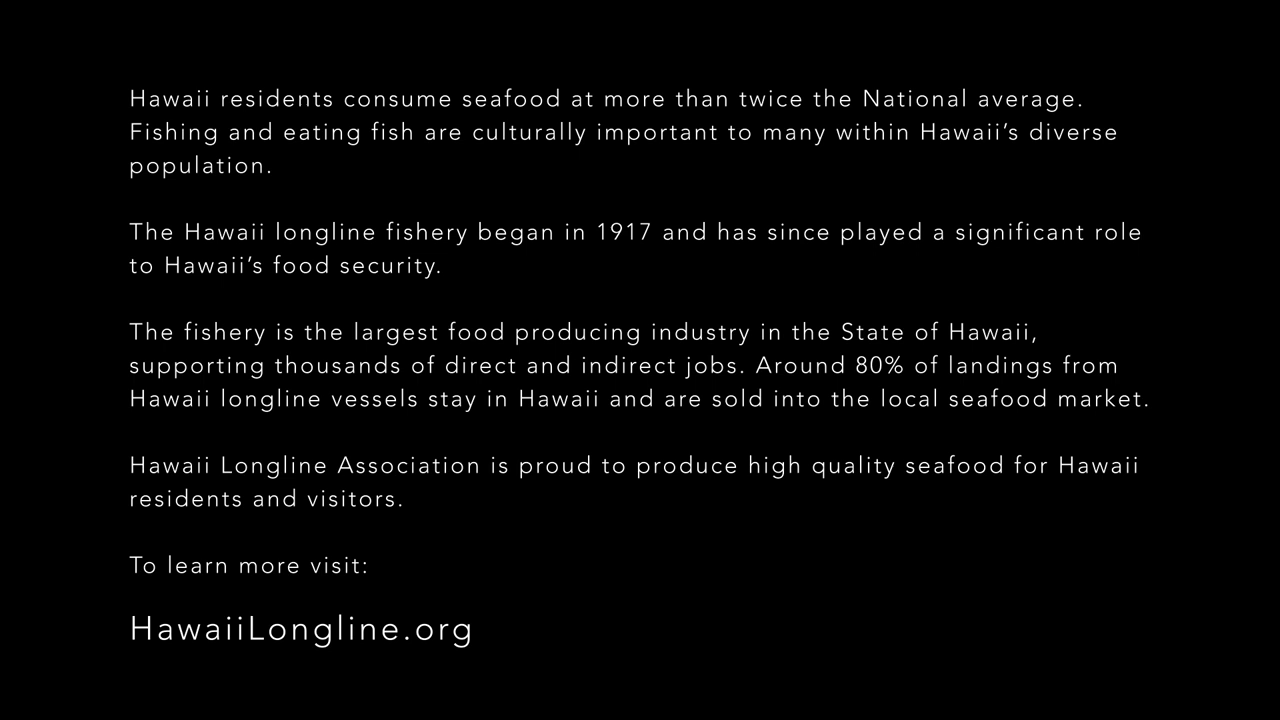 Hawaii residents consume seafood at more than twice the National average.
Fishing and eating fish are culturally important to many within Hawaii’s diverse
population.
The Hawaii longline fishery began in 1917 and has since played a significant role
to Hawaii’s food security.
The fishery is the largest food producing industry in the State of Hawaii,
supporting thousands of direct and indirect jobs. Around 80% of landings from
Hawaii longline vessels stay in Hawaii and are sold into the local seafood market.
Hawaii Longline Association is proud to produce high quality seafood for Hawaii
residents and visitors.
To learn more visit:
HawaiiLongline.org